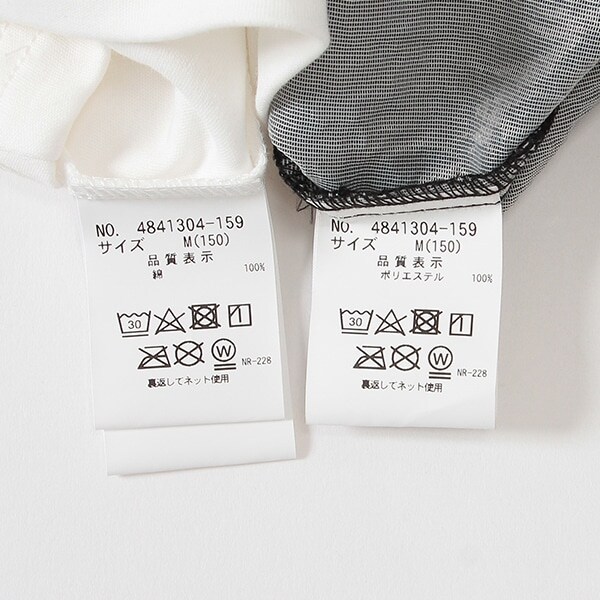 NO. 4841304-159
サイズ M(150)
品質表示
綿 100%
30
W
NR-228
裏返してネット使用
NO. 4841304-159
サイズ M(150)
品質表示
ポリエステル 100%
30
W
NR-228
裏返してネット使用